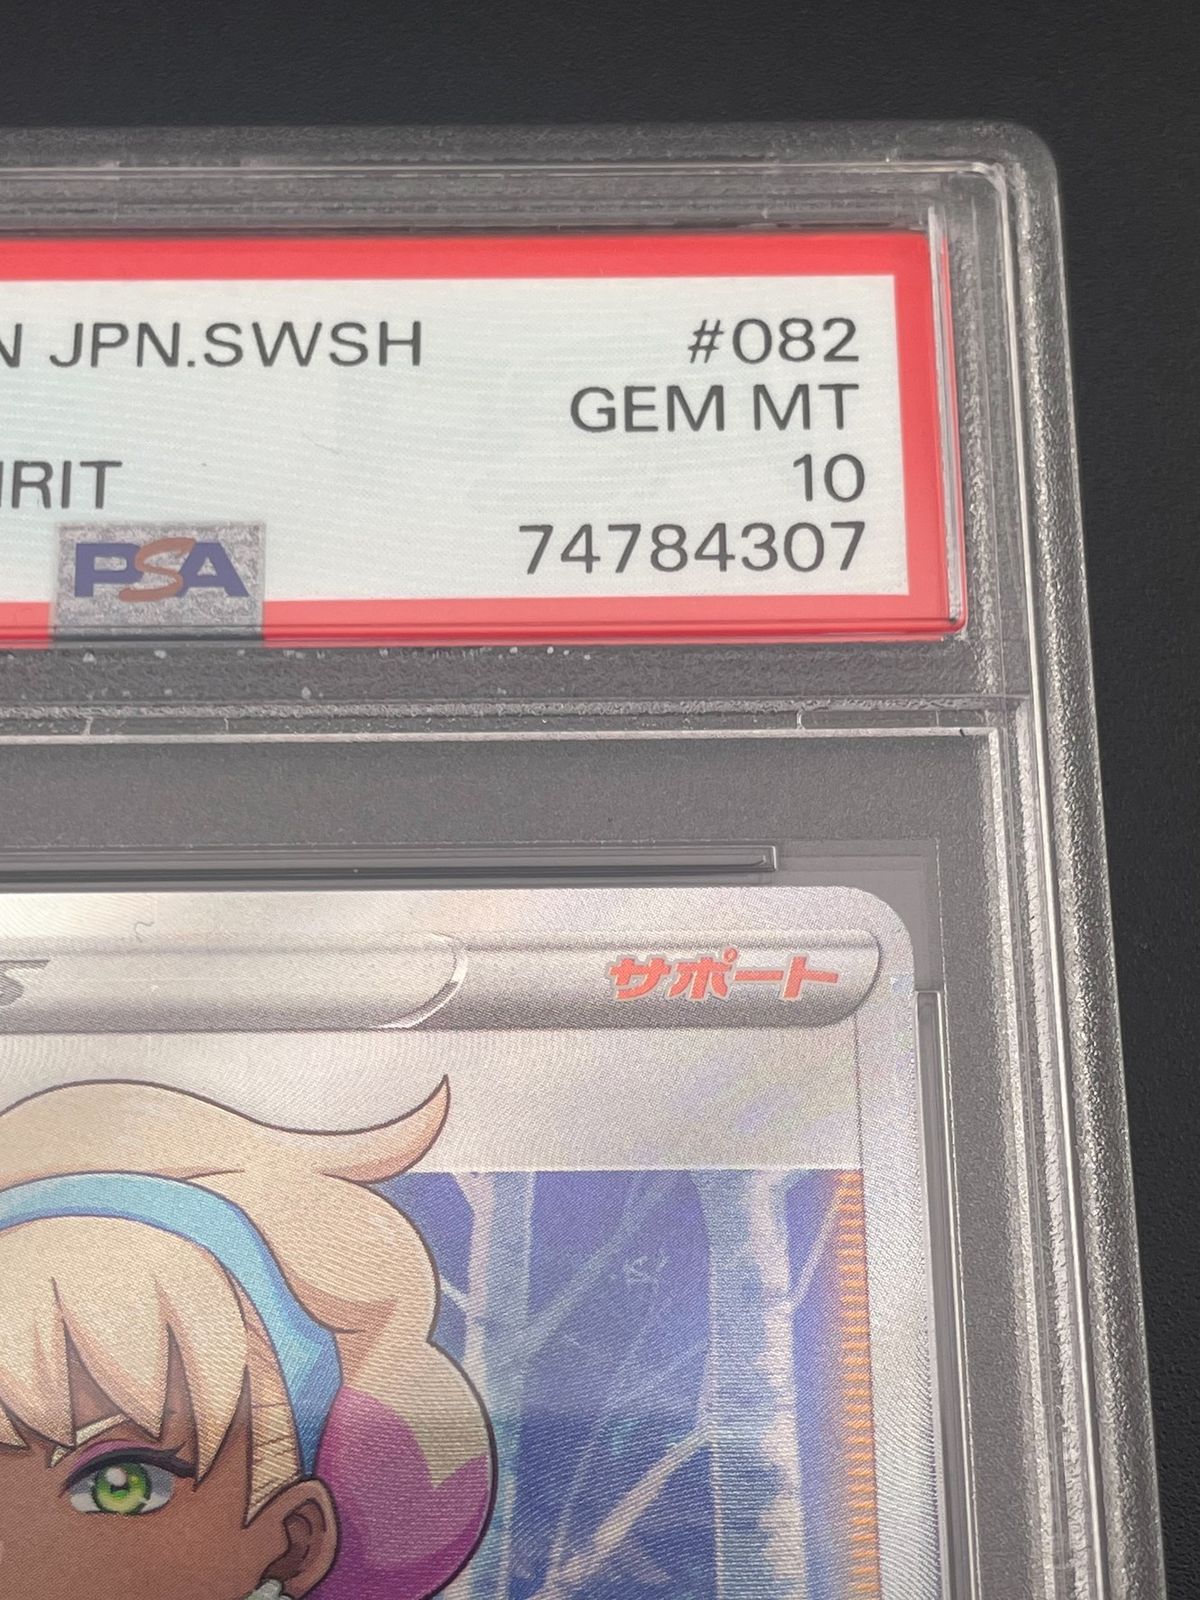 N JPN.SWSH #082
GEM MT
IRIT 10
PSA 74784307
サポート